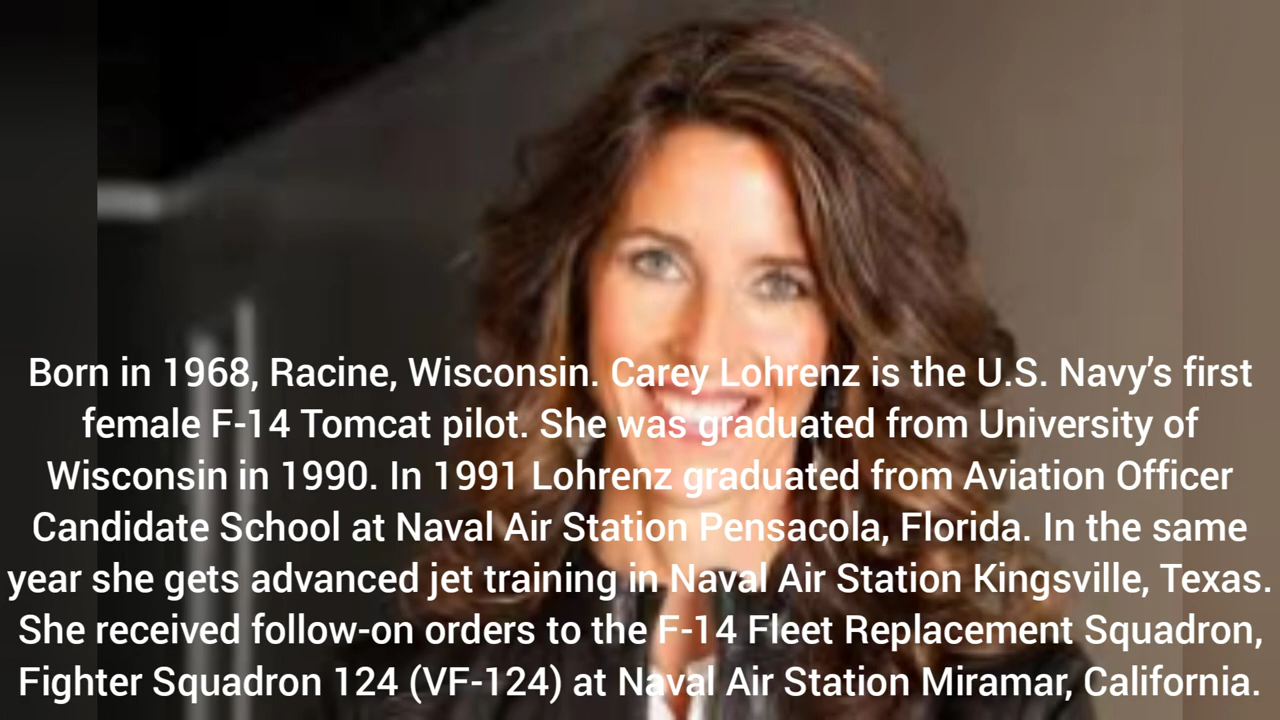 Born in 1968, Racine, Wisconsin. Carey Lohrenz is the U.S. Navy’s first
female F-14 Tomcat pilot. She was graduated from University of
Wisconsin in 1990. In 1991 Lohrenz graduated from Aviation Officer
Candidate School at Naval Air Station Pensacola, Florida. In the same
year she gets advanced jet training in Naval Air Station Kingsville, Texas.
She received follow-on orders to the F-14 Fleet Replacement Squadron,
Fighter Squadron 124 (VF-124) at Naval Air Station Miramar, California.